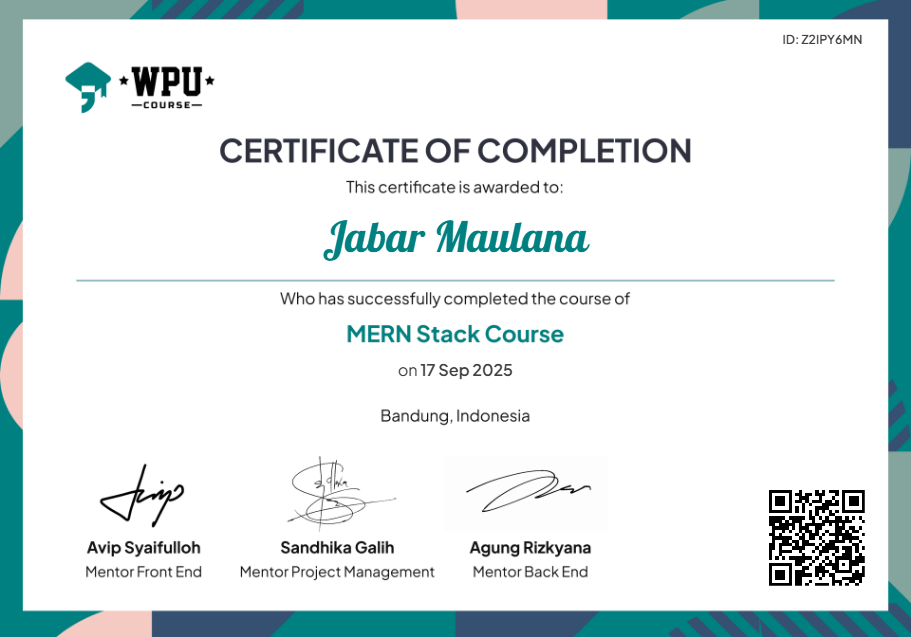 ID: Z2IPY6MN
WPU
COURSE
CERTIFICATE OF COMPLETION
This certificate is awarded to:
Jabar Maulana
Who has successfully completed the course of
MERN Stack Course
on 17 Sep 2025
Bandung, Indonesia
Avip Syaifulloh
Mentor Front End
Sandhika Galih
Mentor Project Management
Agung Rizkyana
Mentor Back End